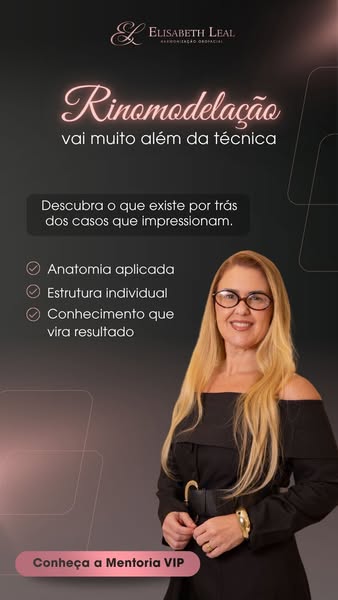 EL ELISABETH LEAL
HARMONIZAÇÃO OROFACIAL
Rinomodelação
vai muito além da técnica
Descubra o que existe por trás
dos casos que impressionam.
Anatomia aplicada
Estrutura individual
Conhecimento que
vira resultado
Conheça a Mentoria VIP